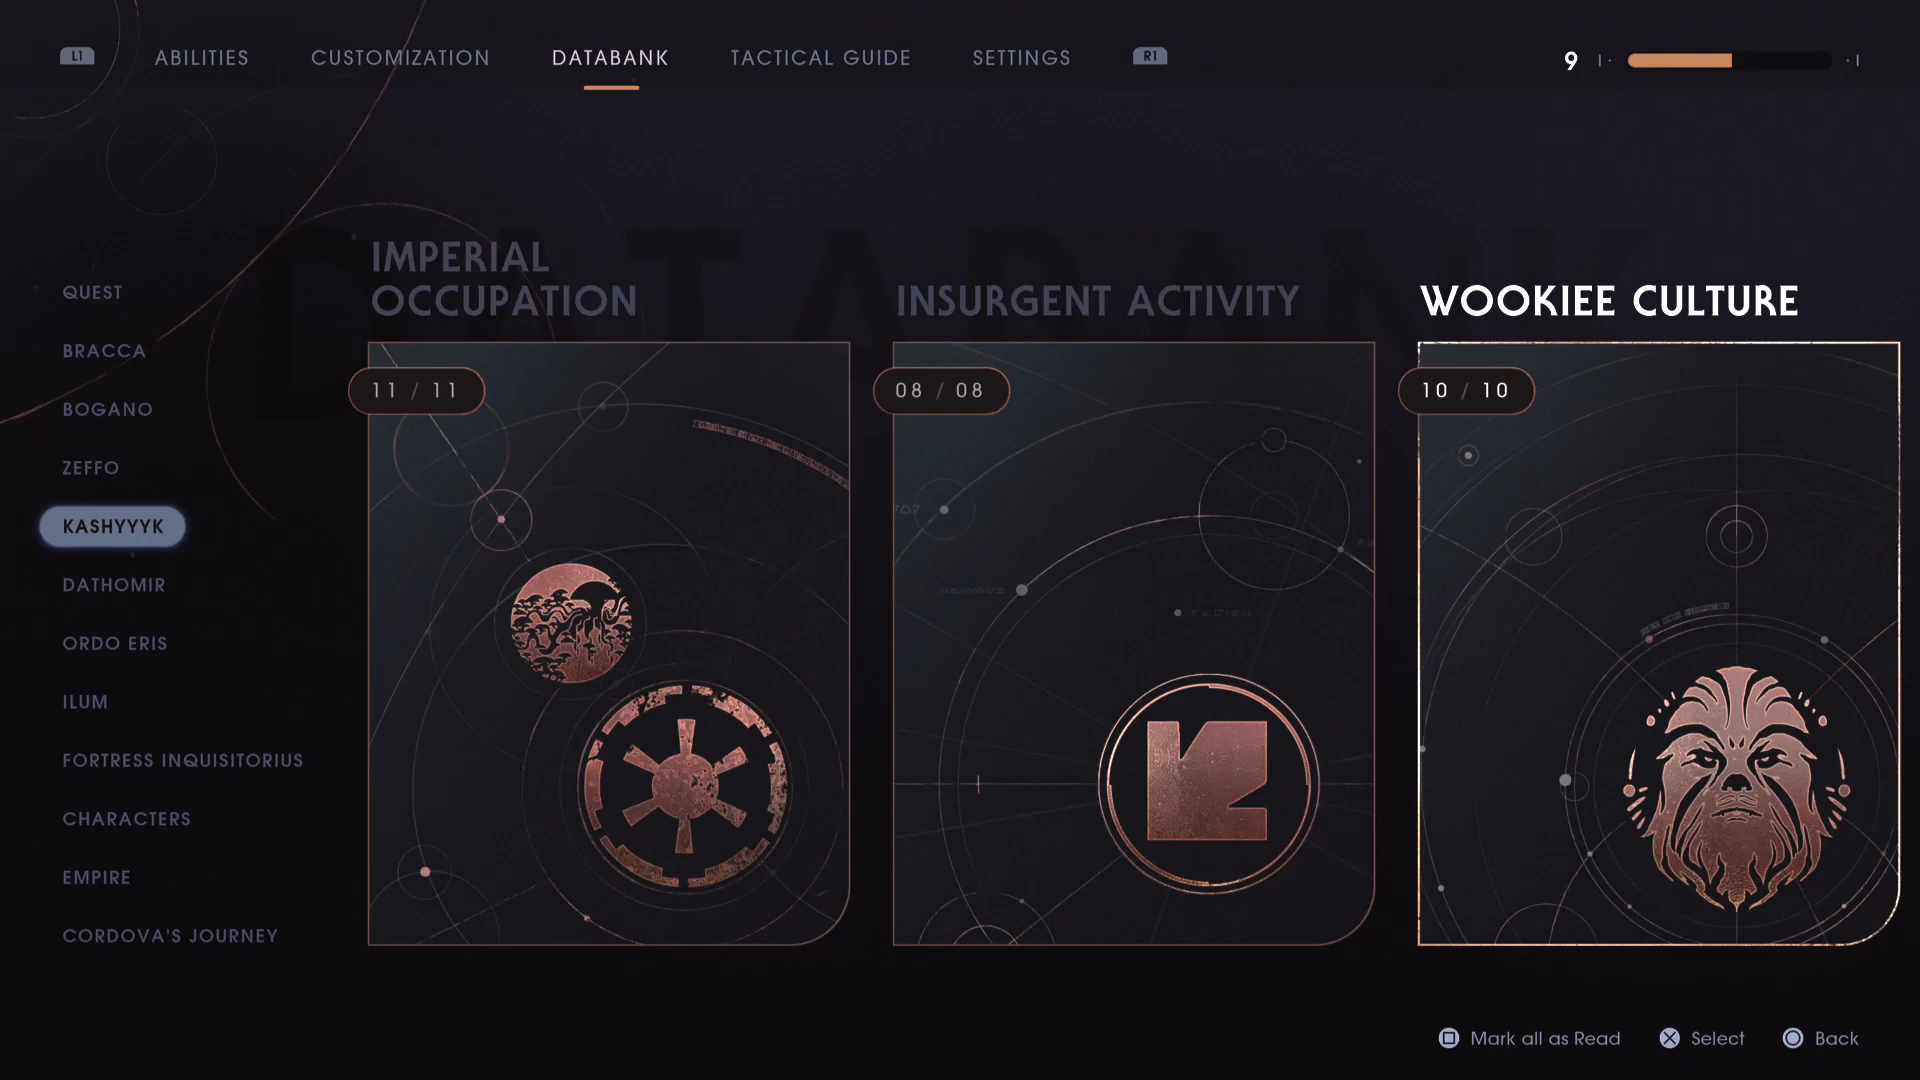 L1 ABILITIES CUSTOMIZATION DATABANK TACTICAL GUIDE SETTINGS R1 9
DATABANK
QUEST
BRACCA
BOGANO
ZEFFO
KASHYYYK
DATHOMIR
ORDO ERIS
ILUM
FORTRESS INQUISITORIUS
CHARACTERS
EMPIRE
CORDOVA'S JOURNEY
IMPERIAL
OCCUPATION
11 / 11
INSURGENT ACTIVITY
08 / 08
WOOKIEE CULTURE
10 / 10
Mark all as Read Select Back